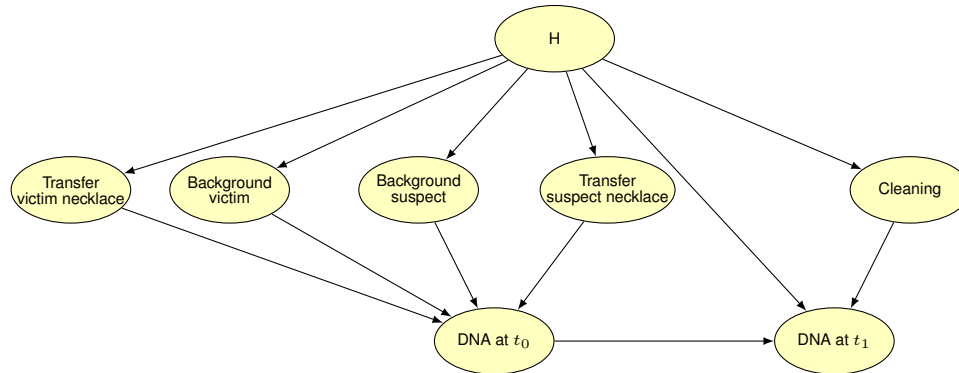 H
Transfer
victim necklace
Background
victim
Background
suspect
Transfer
suspect necklace
Cleaning
DNA at t₀
DNA at t₁